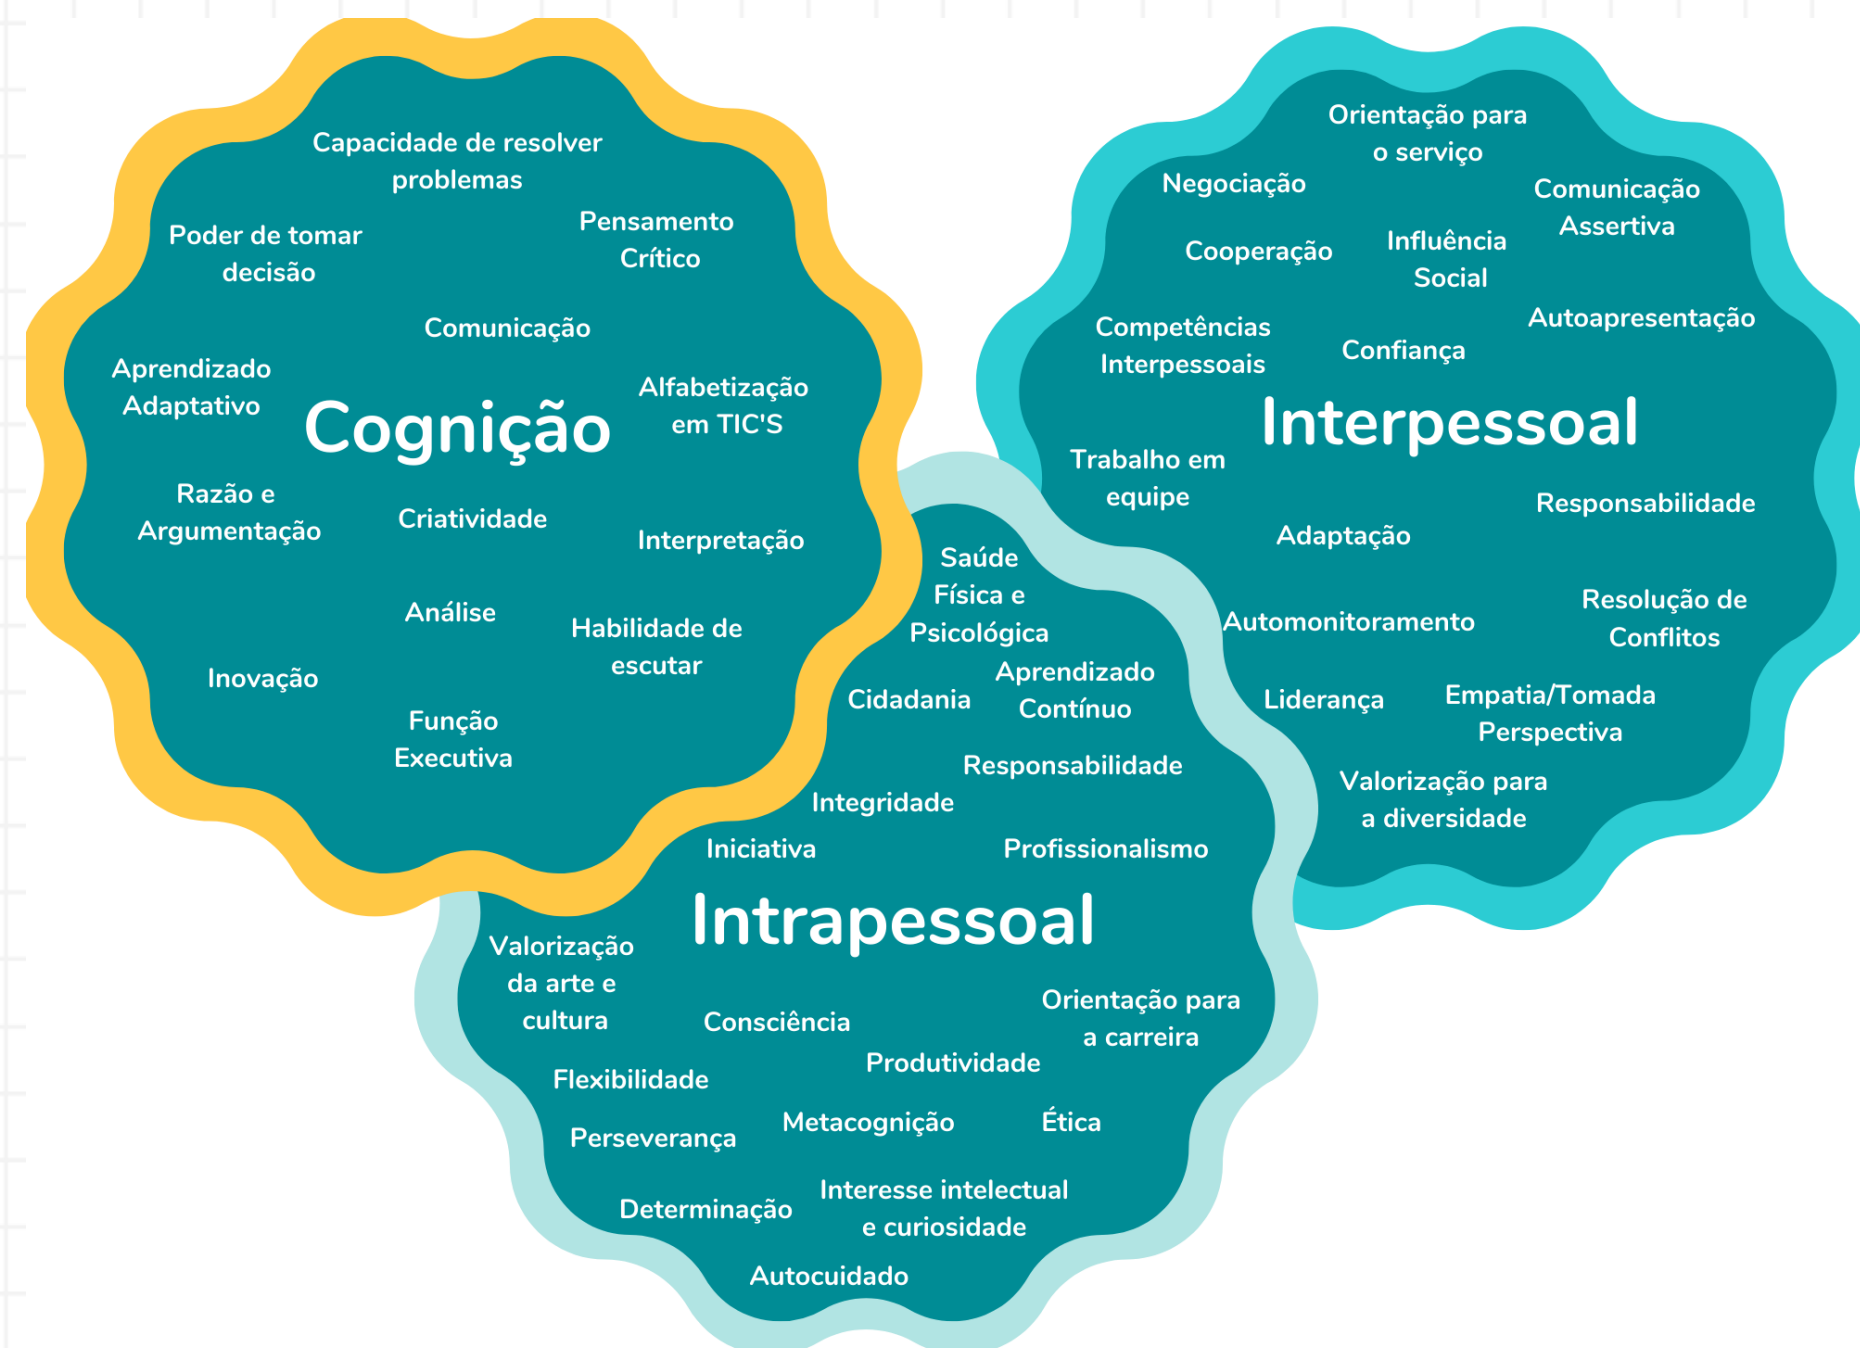 Capacidade de resolver
problemas
Poder de tomar
decisão
Pensamento
Crítico
Comunicação
Aprendizado
Adaptativo
Alfabetização
em TIC'S
Cognição
Razão e
Argumentação
Criatividade
Interpretação
Análise
Habilidade de
escutar
Inovação
Função
Executiva
Orientação para
o serviço
Negociação
Comunicação
Assertiva
Cooperação
Influência
Social
Autoapresentação
Competências
Interpessoais
Confiança
Interpessoal
Trabalho em
equipe
Responsabilidade
Adaptação
Automonitoramento
Resolução de
Conflitos
Liderança
Empatia/Tomada
Perspectiva
Valorização para
a diversidade
Saúde
Física e
Psicológica
Cidadania
Aprendizado
Contínuo
Responsabilidade
Integridade
Iniciativa
Profissionalismo
Intrapessoal
Valorização
da arte e
cultura
Consciência
Orientação para
a carreira
Produtividade
Flexibilidade
Metacognição
Ética
Perseverança
Interesse intelectual
e curiosidade
Determinação
Autocuidado